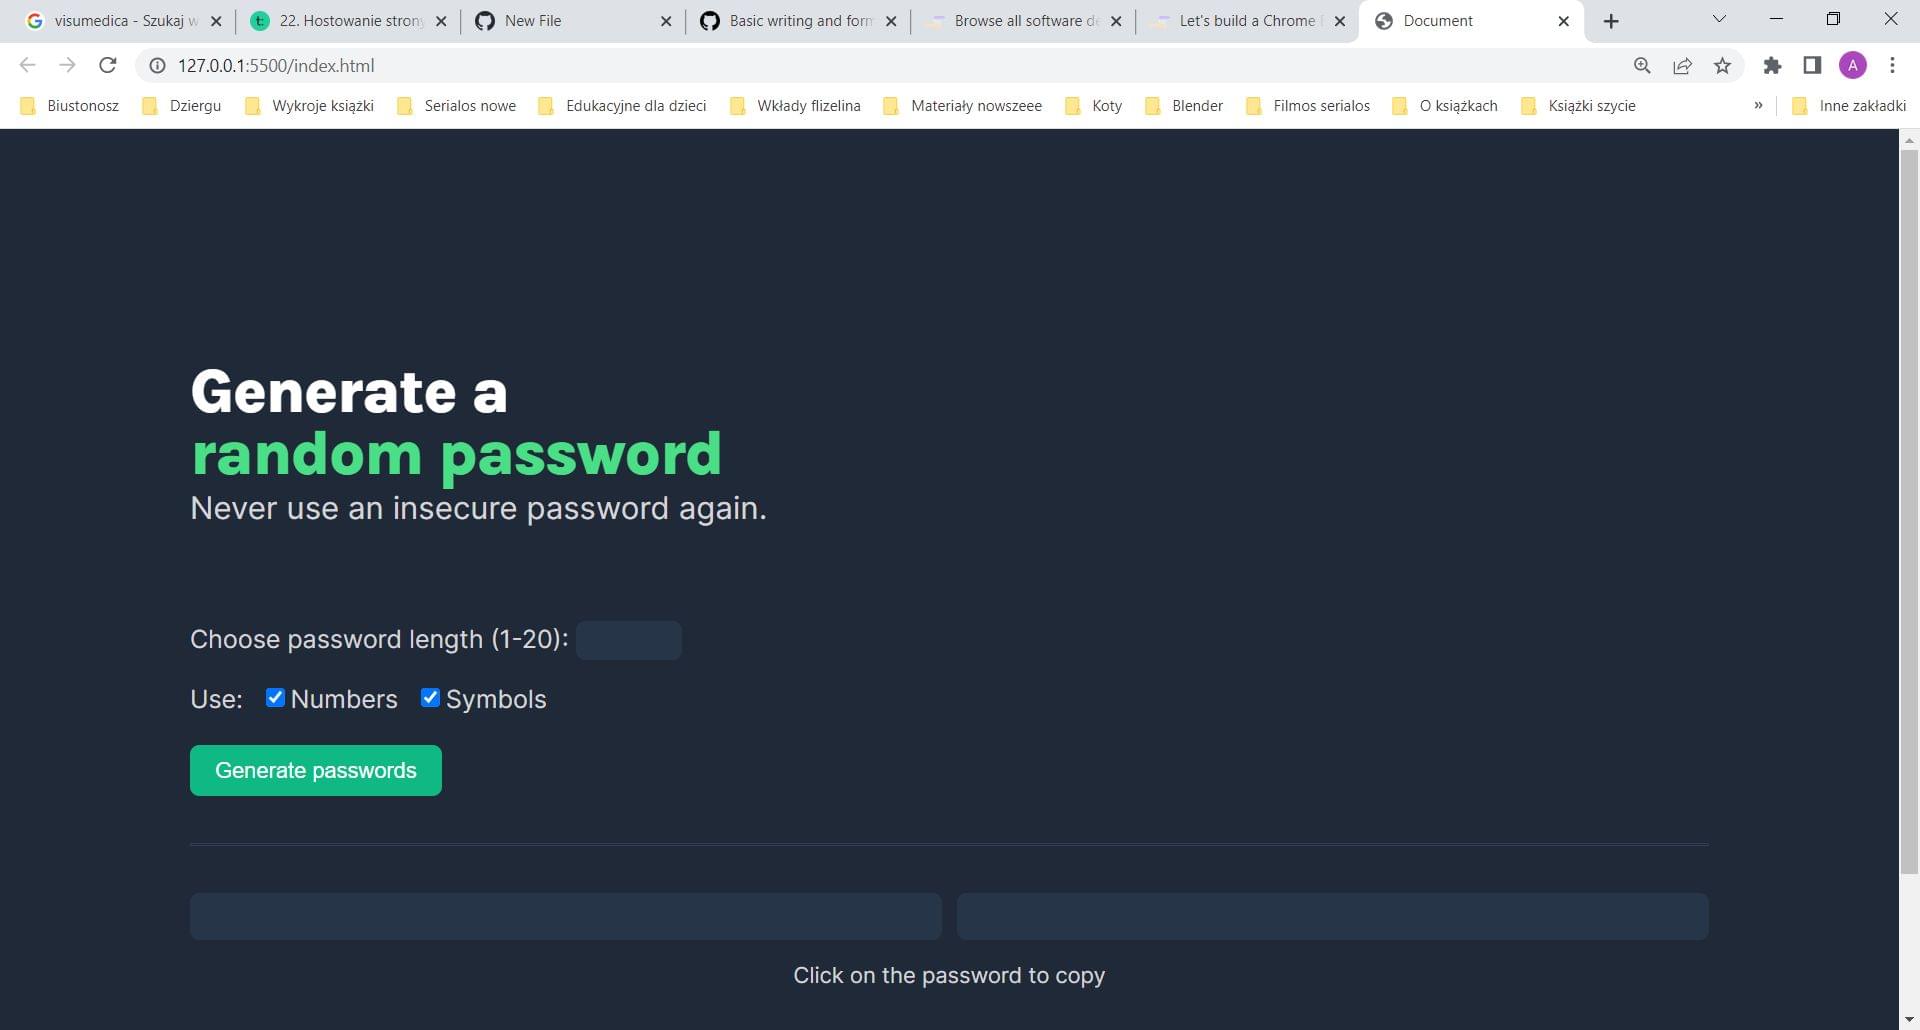 visumedica - Szukaj w
22. Hostowanie strony
New File
Basic writing and form
Browse all software de
Let's build a Chrome E
Document
127.0.0.1:5500/index.html
A
Biustonosz
Dziergu
Wykroje książki
Serialos nowe
Edukacyjne dla dzieci
Wkłady flizelina
Materiały nowszeee
Koty
Blender
Filmos serialos
O książkach
Książki szycie
»
Inne zakładki
Generate a
random password
Never use an insecure password again.
Choose password length (1-20):
Use: Numbers Symbols
Generate passwords
Click on the password to copy